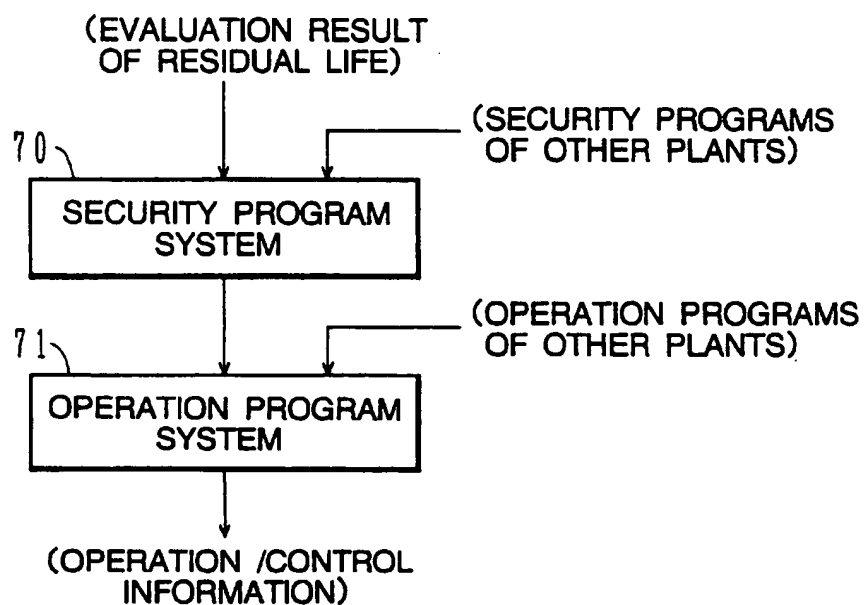 (EVALUATION RESULT
OF RESIDUAL LIFE)
(SECURITY PROGRAMS
OF OTHER PLANTS)
70
SECURITY PROGRAM
SYSTEM
(OPERATION PROGRAMS
OF OTHER PLANTS)
71
OPERATION PROGRAM
SYSTEM
(OPERATION /CONTROL
INFORMATION)